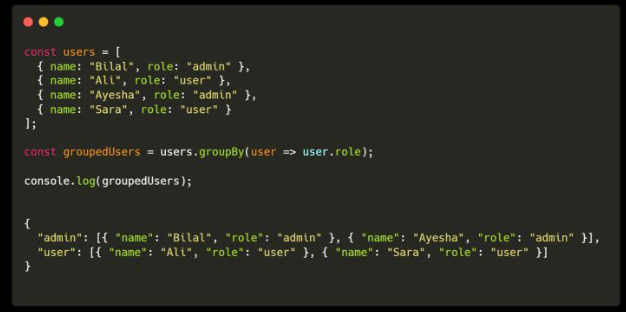 const users = [
  { name: "Bilal", role: "admin" },
  { name: "Ali", role: "user" },
  { name: "Ayesha", role: "admin" },
  { name: "Sara", role: "user" }
];
const groupedUsers = users.groupBy(user => user.role);
console.log(groupedUsers);
{
  "admin": [{ "name": "Bilal", "role": "admin" }, { "name": "Ayesha", "role": "admin" }],
  "user": [{ "name": "Ali", "role": "user" }, { "name": "Sara", "role": "user" }]
}